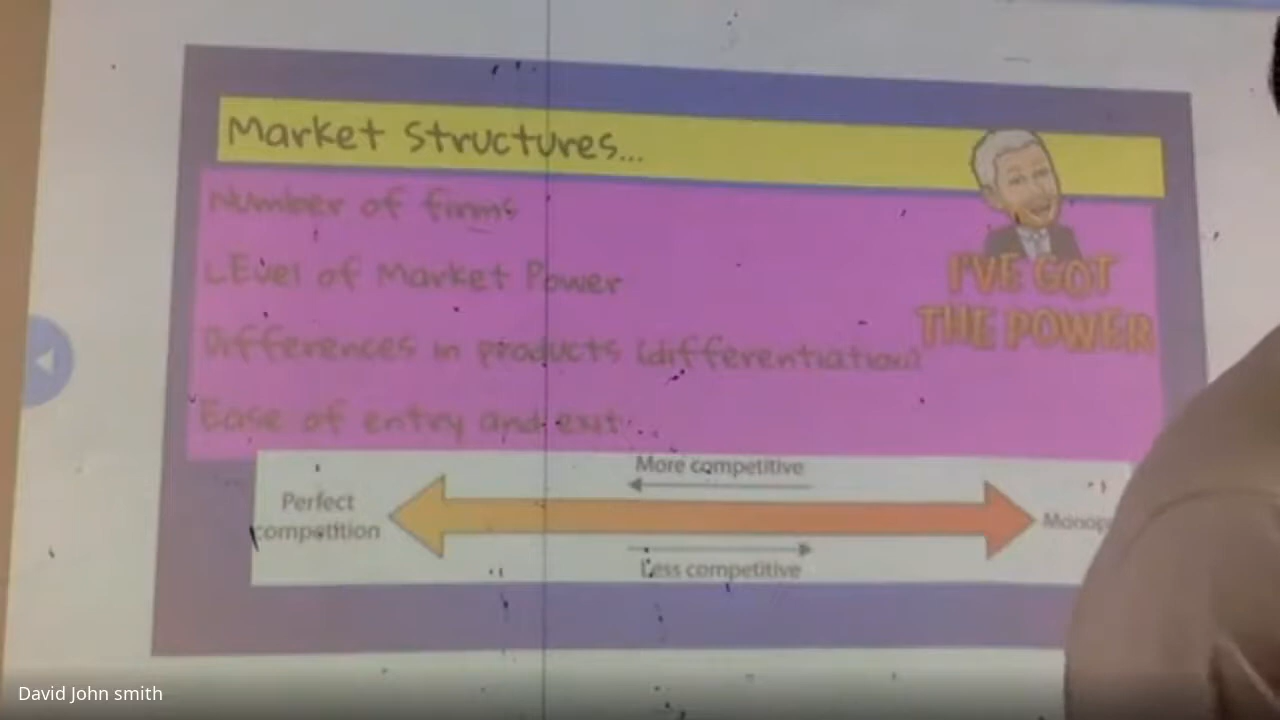 Market Structures...
Number of firms
LEvel of Market Power
Differences in products (differentiation)
Ease of entry and exit...
I'VE GOT
THE POWER
More competitive
Perfect
competition
Less competitive
David John smith